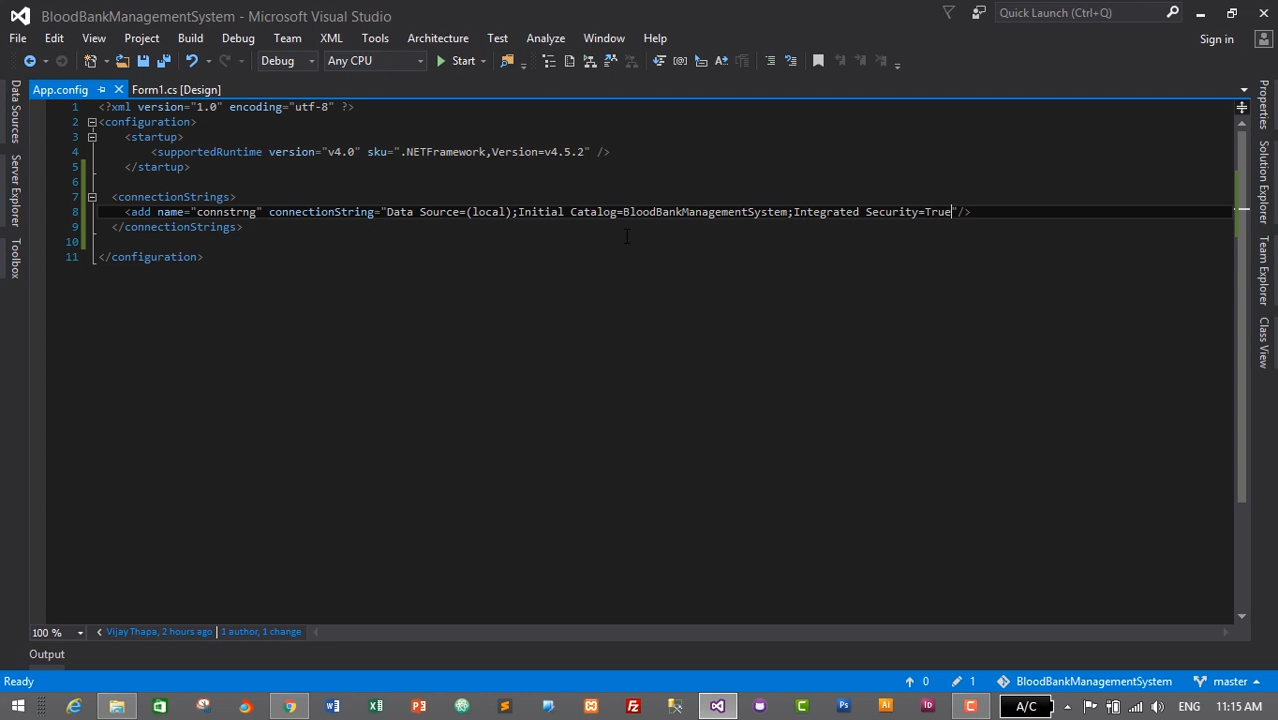 BloodBankManagementSystem - Microsoft Visual Studio
Quick Launch (Ctrl+Q)
File Edit View Project Build Debug Team XML Tools Architecture Test Analyze Window Help
Sign in
Debug Any CPU Start
App.config Form1.cs [Design]
Data Sources
Server Explorer
Toolbox
1 <?xml version="1.0" encoding="utf-8" ?>
2 <configuration>
3 <startup>
4 <supportedRuntime version="v4.0" sku=".NETFramework,Version=v4.5.2" />
5 </startup>
6
7 <connectionStrings>
8 <add name="connstrng" connectionString="Data Source=(local);Initial Catalog=BloodBankManagementSystem;Integrated Security=True"/>
9 </connectionStrings>
10
11 </configuration>
Properties
Solution Explorer
Team Explorer
Class View
100 % Vijay Thapa, 2 hours ago | 1 author, 1 change
Output
Ready 0 1 BloodBankManagementSystem master
A/C ENG 11:15 AM